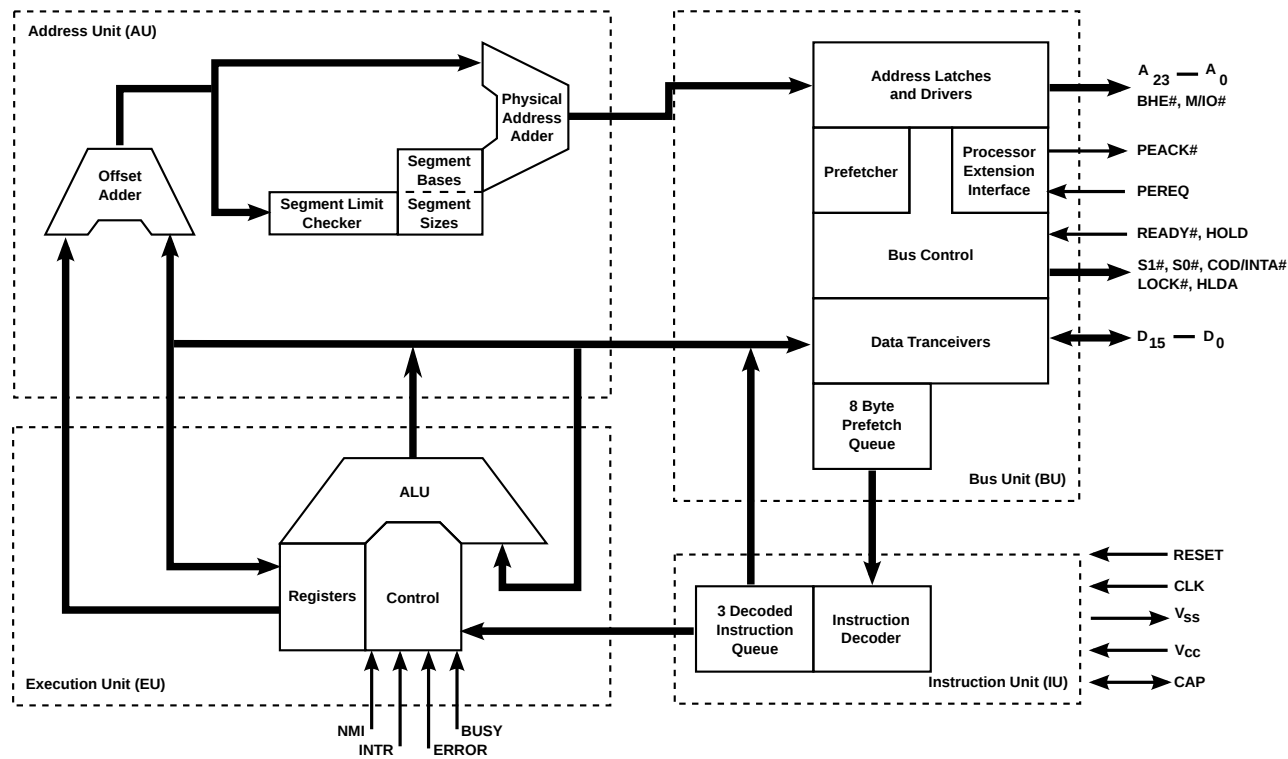 Address Unit (AU)
Physical
Address
Adder
Offset
Adder
Segment
Bases
Segment Limit
Checker
Segment
Sizes
Address Latches
and Drivers
Prefetcher
Processor
Extension
Interface
Bus Control
Data Tranceivers
8 Byte
Prefetch
Queue
Bus Unit (BU)
A23 — A0
BHE#, M/IO#
PEACK#
PEREQ
READY#, HOLD
S1#, S0#, COD/INTA#
LOCK#, HLDA
D15 — D0
ALU
Registers
Control
Execution Unit (EU)
NMI
INTR
ERROR
BUSY
3 Decoded
Instruction
Queue
Instruction
Decoder
Instruction Unit (IU)
RESET
CLK
Vss
Vcc
CAP